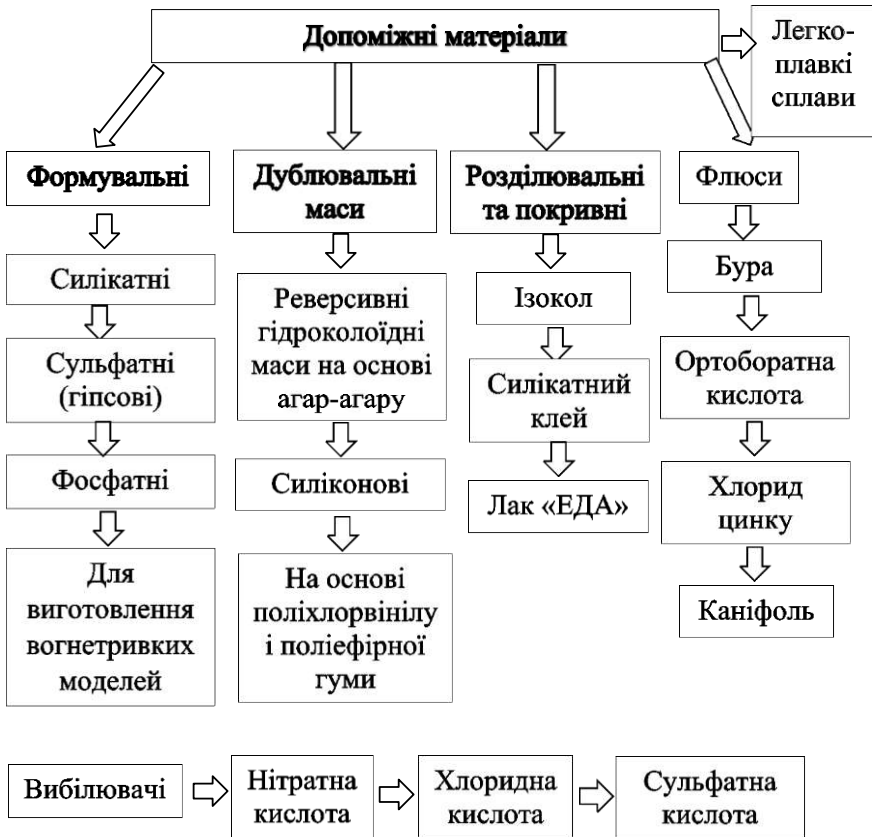 Допоміжні матеріали
Легко-
плавкі
сплави
Формувальні
Силікатні
Сульфатні
(гіпсові)
Фосфатні
Для
виготовлення
вогнетривких
моделей
Дублювальні
маси
Реверсивні
гідроколоїдні
маси на основі
агар-агару
Силіконові
На основі
поліхлорвінілу
і поліефірної
гуми
Розділювальні
та покривні
Ізокол
Силікатний
клей
Лак «ЕДА»
Флюси
Бура
Ортоборатна
кислота
Хлорид
цинку
Каніфоль
Вибілювачі
Нітратна
кислота
Хлоридна
кислота
Сульфатна
кислота